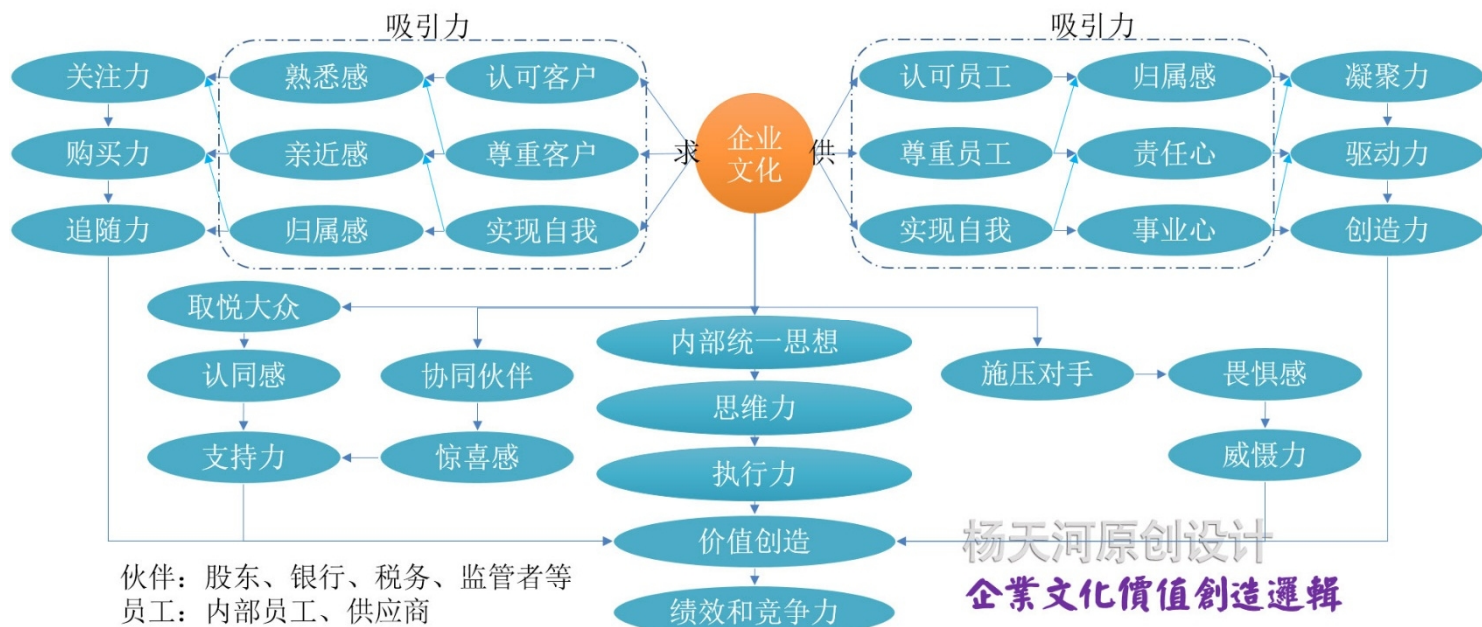 吸引力
吸引力
关注力
熟悉感
认可客户
认可员工
归属感
凝聚力
购买力
亲近感
尊重客户
求
企业
文化
供
尊重员工
责任心
驱动力
追随力
归属感
实现自我
实现自我
事业心
创造力
取悦大众
内部统一思想
认同感
协同伙伴
施压对手
畏惧感
思维力
支持力
惊喜感
执行力
威慑力
价值创造
杨天河原创设计
伙伴：股东、银行、税务、监管者等
员工：内部员工、供应商
绩效和竞争力
企業文化價值創造邏輯